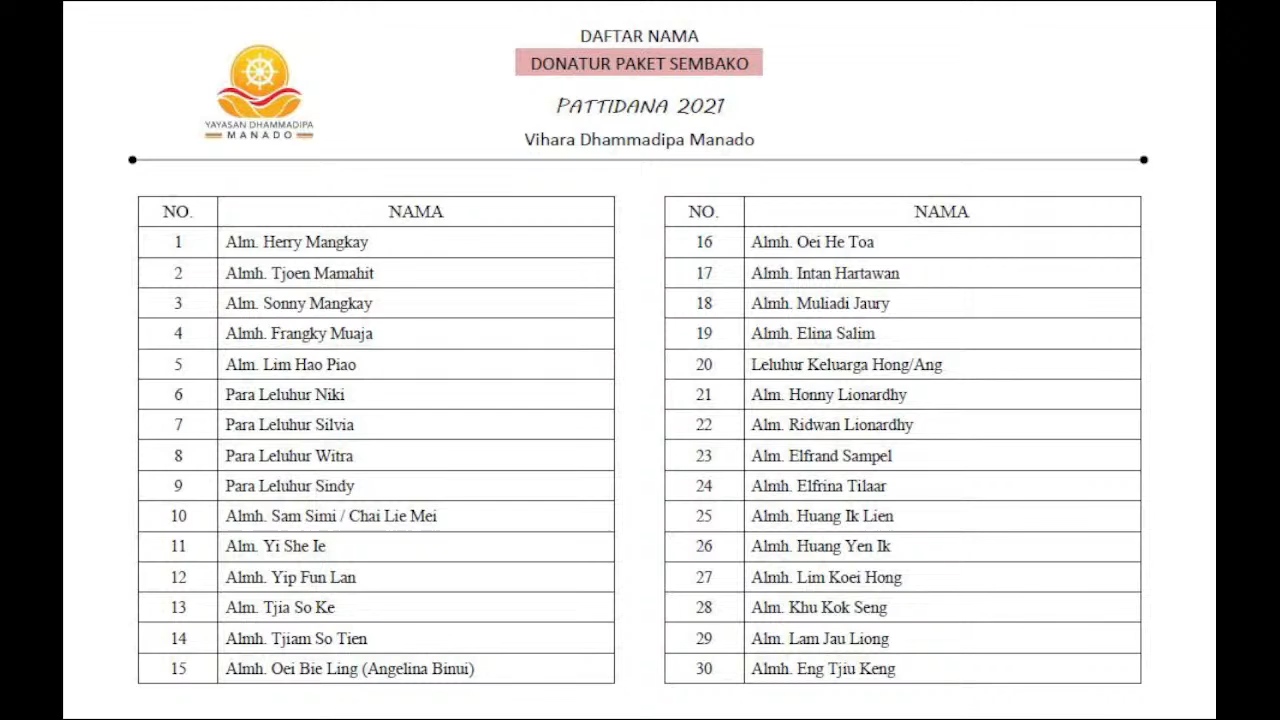 DAFTAR NAMA
DONATUR PAKET SEMBAKO
PATTIDANA 2021
Vihara Dhammadipa Manado
YAYASAN DHAMMADIPA
MANADO
NO. NAMA
1 Alm. Herry Mangkay
2 Almh. Tjoen Mamahit
3 Alm. Sonny Mangkay
4 Almh. Frangky Muaja
5 Alm. Lim Hao Piao
6 Para Leluhur Niki
7 Para Leluhur Silvia
8 Para Leluhur Witra
9 Para Leluhur Sindy
10 Almh. Sam Simi / Chai Lie Mei
11 Alm. Yi She Ie
12 Almh. Yip Fun Lan
13 Alm. Tjia So Ke
14 Almh. Tjiam So Tien
15 Almh. Oei Bie Ling (Angelina Binui)
NO. NAMA
16 Almh. Oei He Toa
17 Almh. Intan Hartawan
18 Almh. Muliadi Jaury
19 Almh. Elina Salim
20 Leluhur Keluarga Hong/Ang
21 Alm. Honny Lionardhy
22 Alm. Ridwan Lionardhy
23 Alm. Elfrand Sampel
24 Almh. Elfrina Tilaar
25 Almh. Huang Ik Lien
26 Almh. Huang Yen Ik
27 Almh. Lim Koei Hong
28 Alm. Khu Kok Seng
29 Alm. Lam Jau Liong
30 Almh. Eng Tjiu Keng